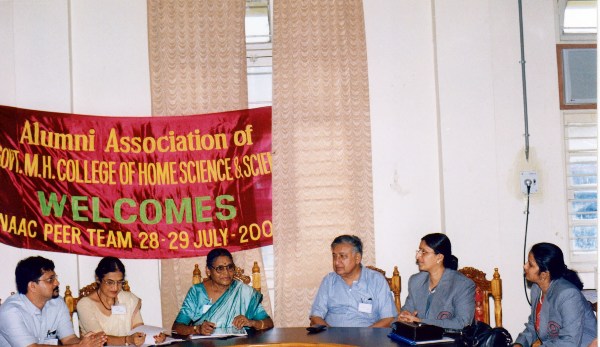 Alumni Association of
GOVT. M.H. COLLEGE OF HOME SCIENCE & SCIE
WELCOMES
NAAC PEER TEAM 28-29 JULY-200